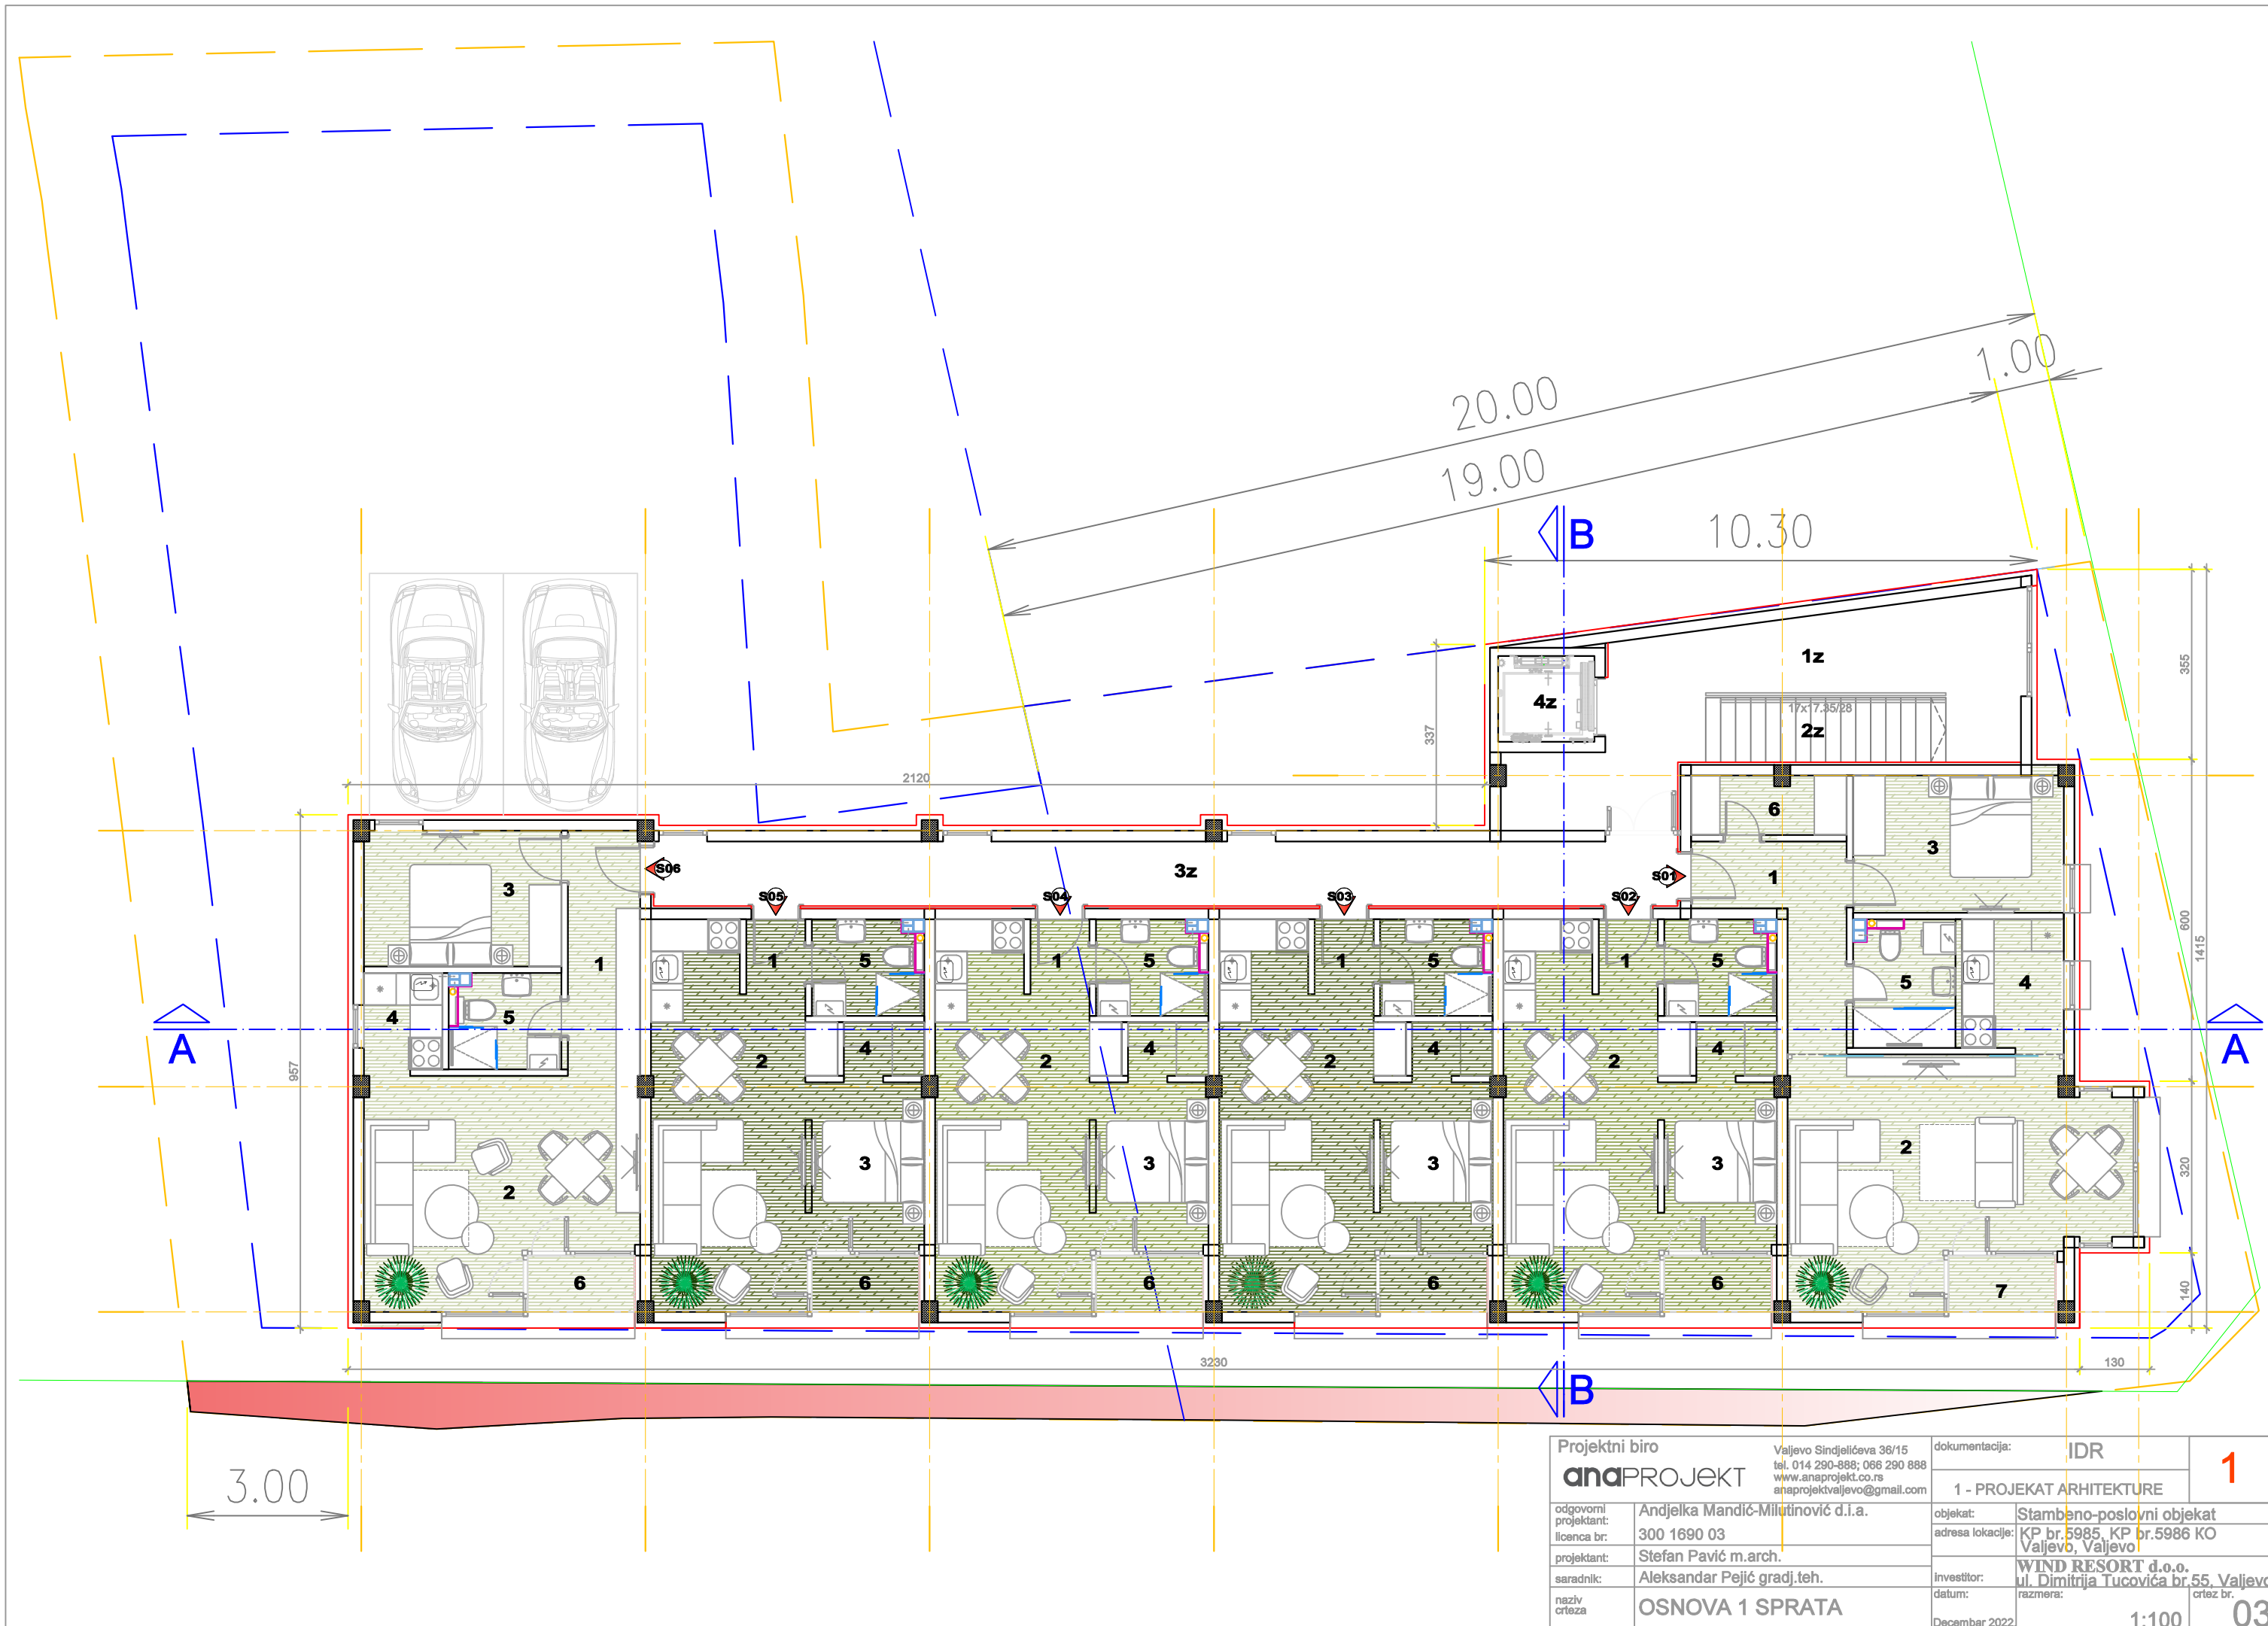 20.00
1.00
19.00
10.30
B
1z
4z
17x17.35/28
2z
355
337
2120
6
3
3z
S06
S05
S04
S03
S02
S01
3
1
1
5
1
5
1
5
1
5
1
5
4
600
1415
4
5
A
A
2
4
2
4
2
4
2
4
957
2
3
3
3
3
2
320
6
6
6
6
6
7
140
3230
130
B
3.00
Projektni biro
anaPROJEKT
Valjevo Sindjelićeva 36/15
tel. 014 290-888; 066 290 888
www.anaprojekt.co.rs
anaprojektvaljevo@gmail.com
dokumentacija:
IDR
1
1 - PROJEKAT ARHITEKTURE
odgovorni
projektant:
Andjelka Mandić-Milutinović d.i.a.
licenca br:
300 1690 03
objekat:
Stambeno-poslovni objekat
adresa lokacije:
KP br.5985, KP br.5986 KO
Valjevo, Valjevo
projektant:
Stefan Pavić m.arch.
saradnik:
Aleksandar Pejić gradj.teh.
investitor:
WIND RESORT d.o.o.
ul. Dimitrija Tucovića br.55, Valjevo
naziv
crteza
OSNOVA 1 SPRATA
datum:
Decembar 2022
razmera:
1:100
crtez br.
03